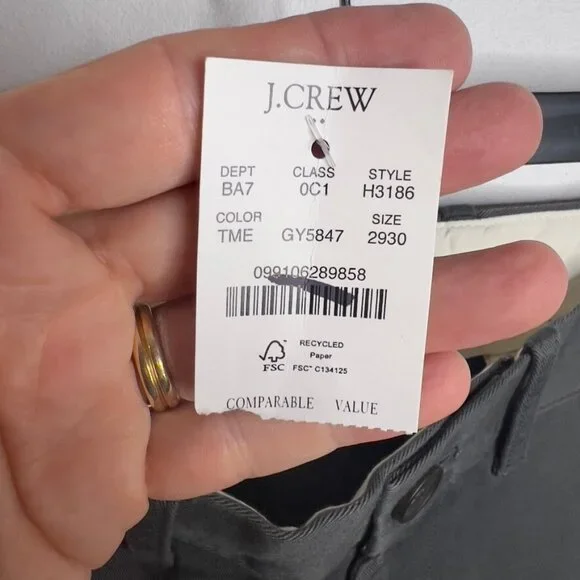 J.CREW
DEPT CLASS STYLE
BA7 0C1 H3186
COLOR SIZE
TME GY5847 2930
099106289858
RECYCLED
Paper
FSC FSC™ C134125
COMPARABLE VALUE